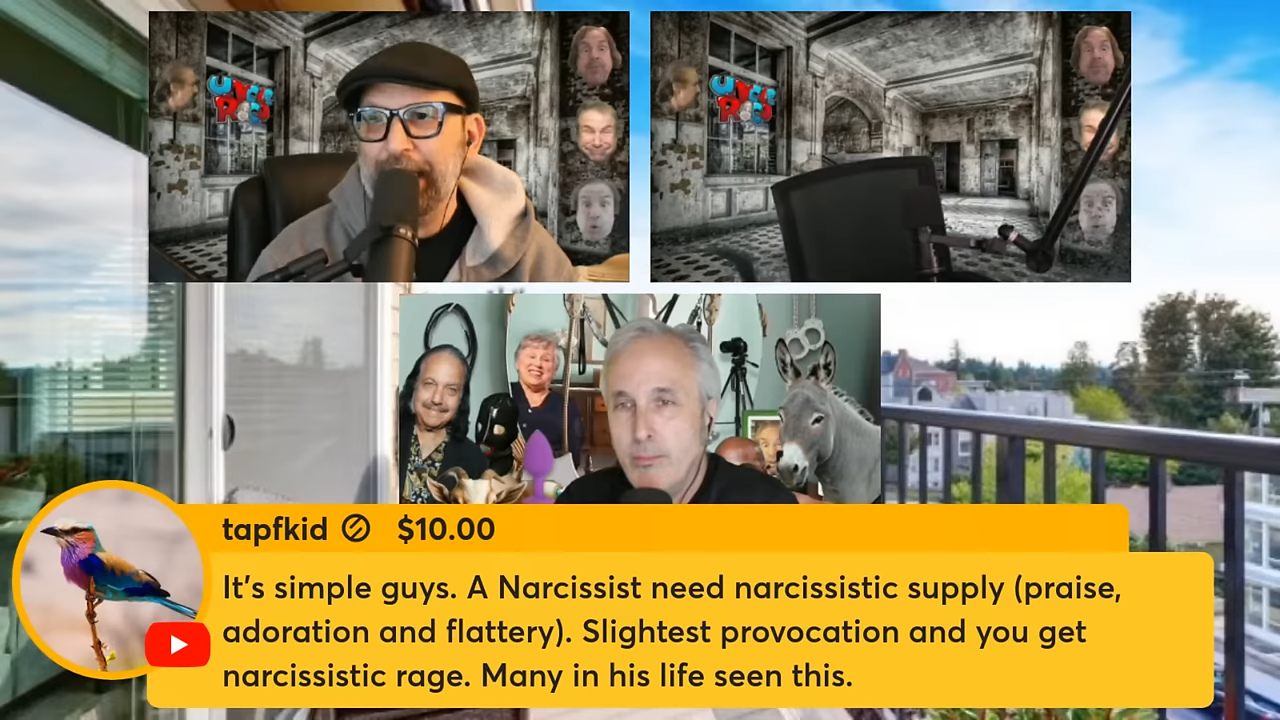 tapfkid $10.00
It's simple guys. A Narcissist need narcissistic supply (praise,
adoration and flattery). Slightest provocation and you get
narcissistic rage. Many in his life seen this.